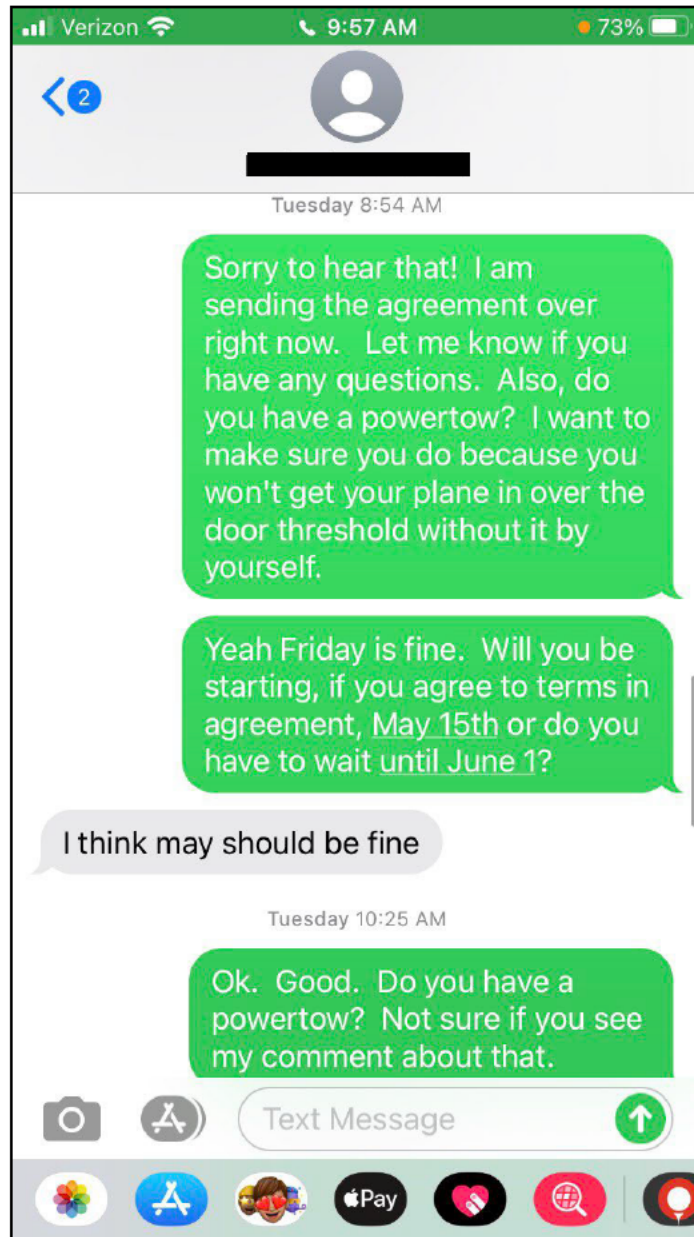 Verizon 9:57 AM 73%
2
Tuesday 8:54 AM
Sorry to hear that! I am
sending the agreement over
right now. Let me know if you
have any questions. Also, do
you have a powertow? I want to
make sure you do because you
won't get your plane in over the
door threshold without it by
yourself.
Yeah Friday is fine. Will you be
starting, if you agree to terms in
agreement, May 15th or do you
have to wait until June 1?
I think may should be fine
Tuesday 10:25 AM
Ok. Good. Do you have a
powertow? Not sure if you see
my comment about that.
Text Message
Pay